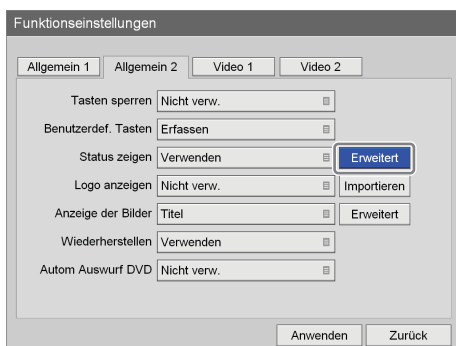 Funktionseinstellungen
Allgemein 1 Allgemein 2 Video 1 Video 2
Tasten sperren Nicht verw.
Benutzerdef. Tasten Erfassen
Status zeigen Verwenden Erweitert
Logo anzeigen Nicht verw. Importieren
Anzeige der Bilder Titel Erweitert
Wiederherstellen Verwenden
Autom Auswurf DVD Nicht verw.
Anwenden Zurück